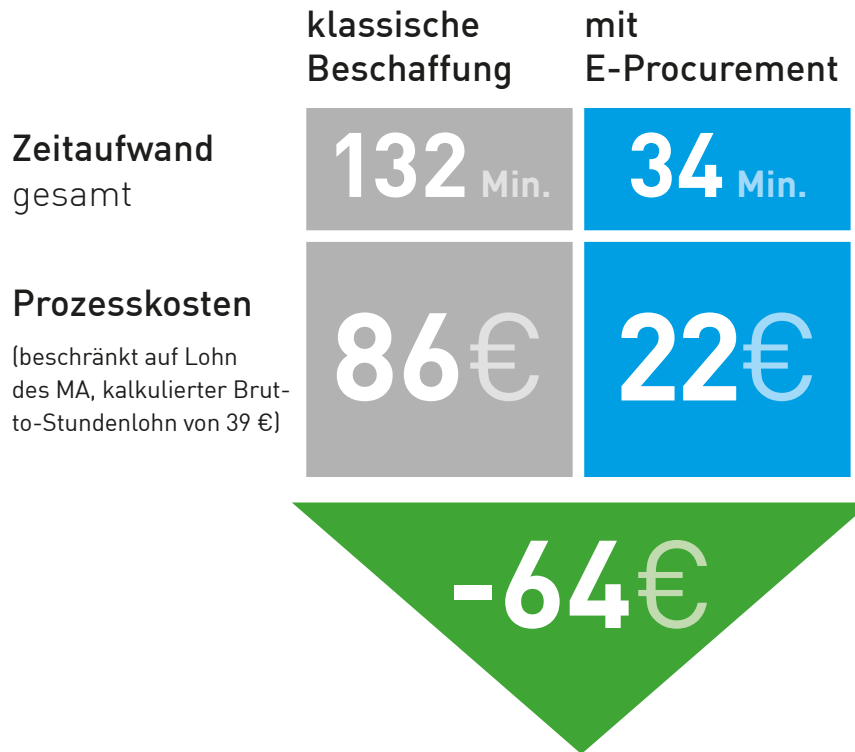 klassische
Beschaffung
mit
E-Procurement
Zeitaufwand
gesamt
132 Min.
34 Min.
Prozesskosten
(beschränkt auf Lohn
des MA, kalkulierter Brut-
to-Stundenlohn von 39 €)
86€
22€
-64€